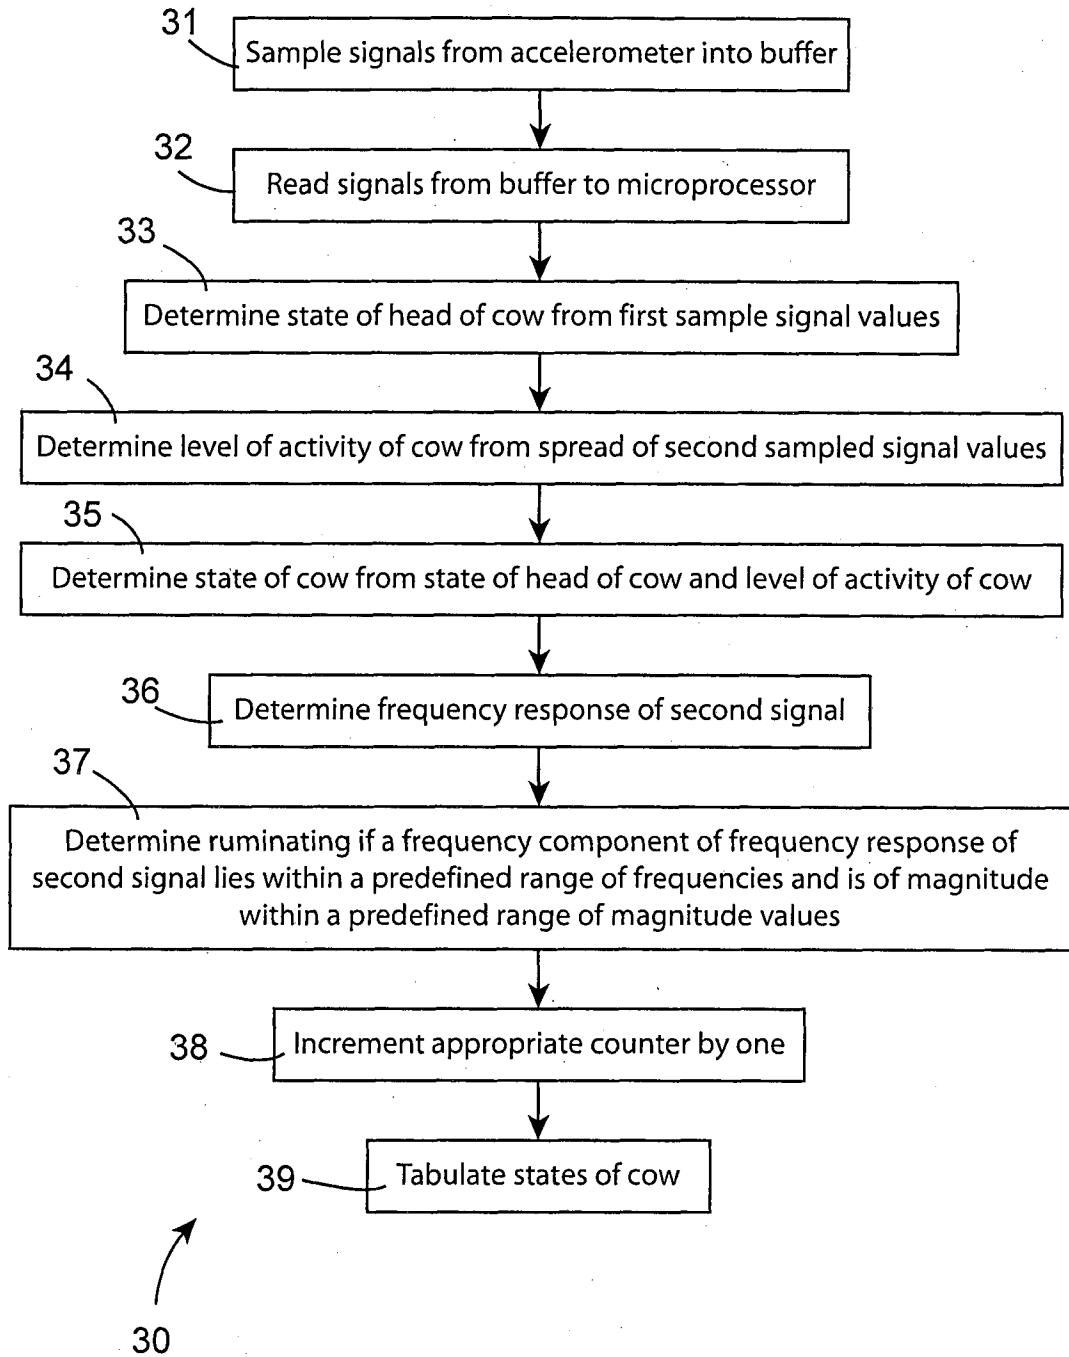 31
Sample signals from accelerometer into buffer
32
Read signals from buffer to microprocessor
33
Determine state of head of cow from first sample signal values
34
Determine level of activity of cow from spread of second sampled signal values
35
Determine state of cow from state of head of cow and level of activity of cow
36
Determine frequency response of second signal
37
Determine ruminating if a frequency component of frequency response of
second signal lies within a predefined range of frequencies and is of magnitude
within a predefined range of magnitude values
38
Increment appropriate counter by one
39
Tabulate states of cow
30